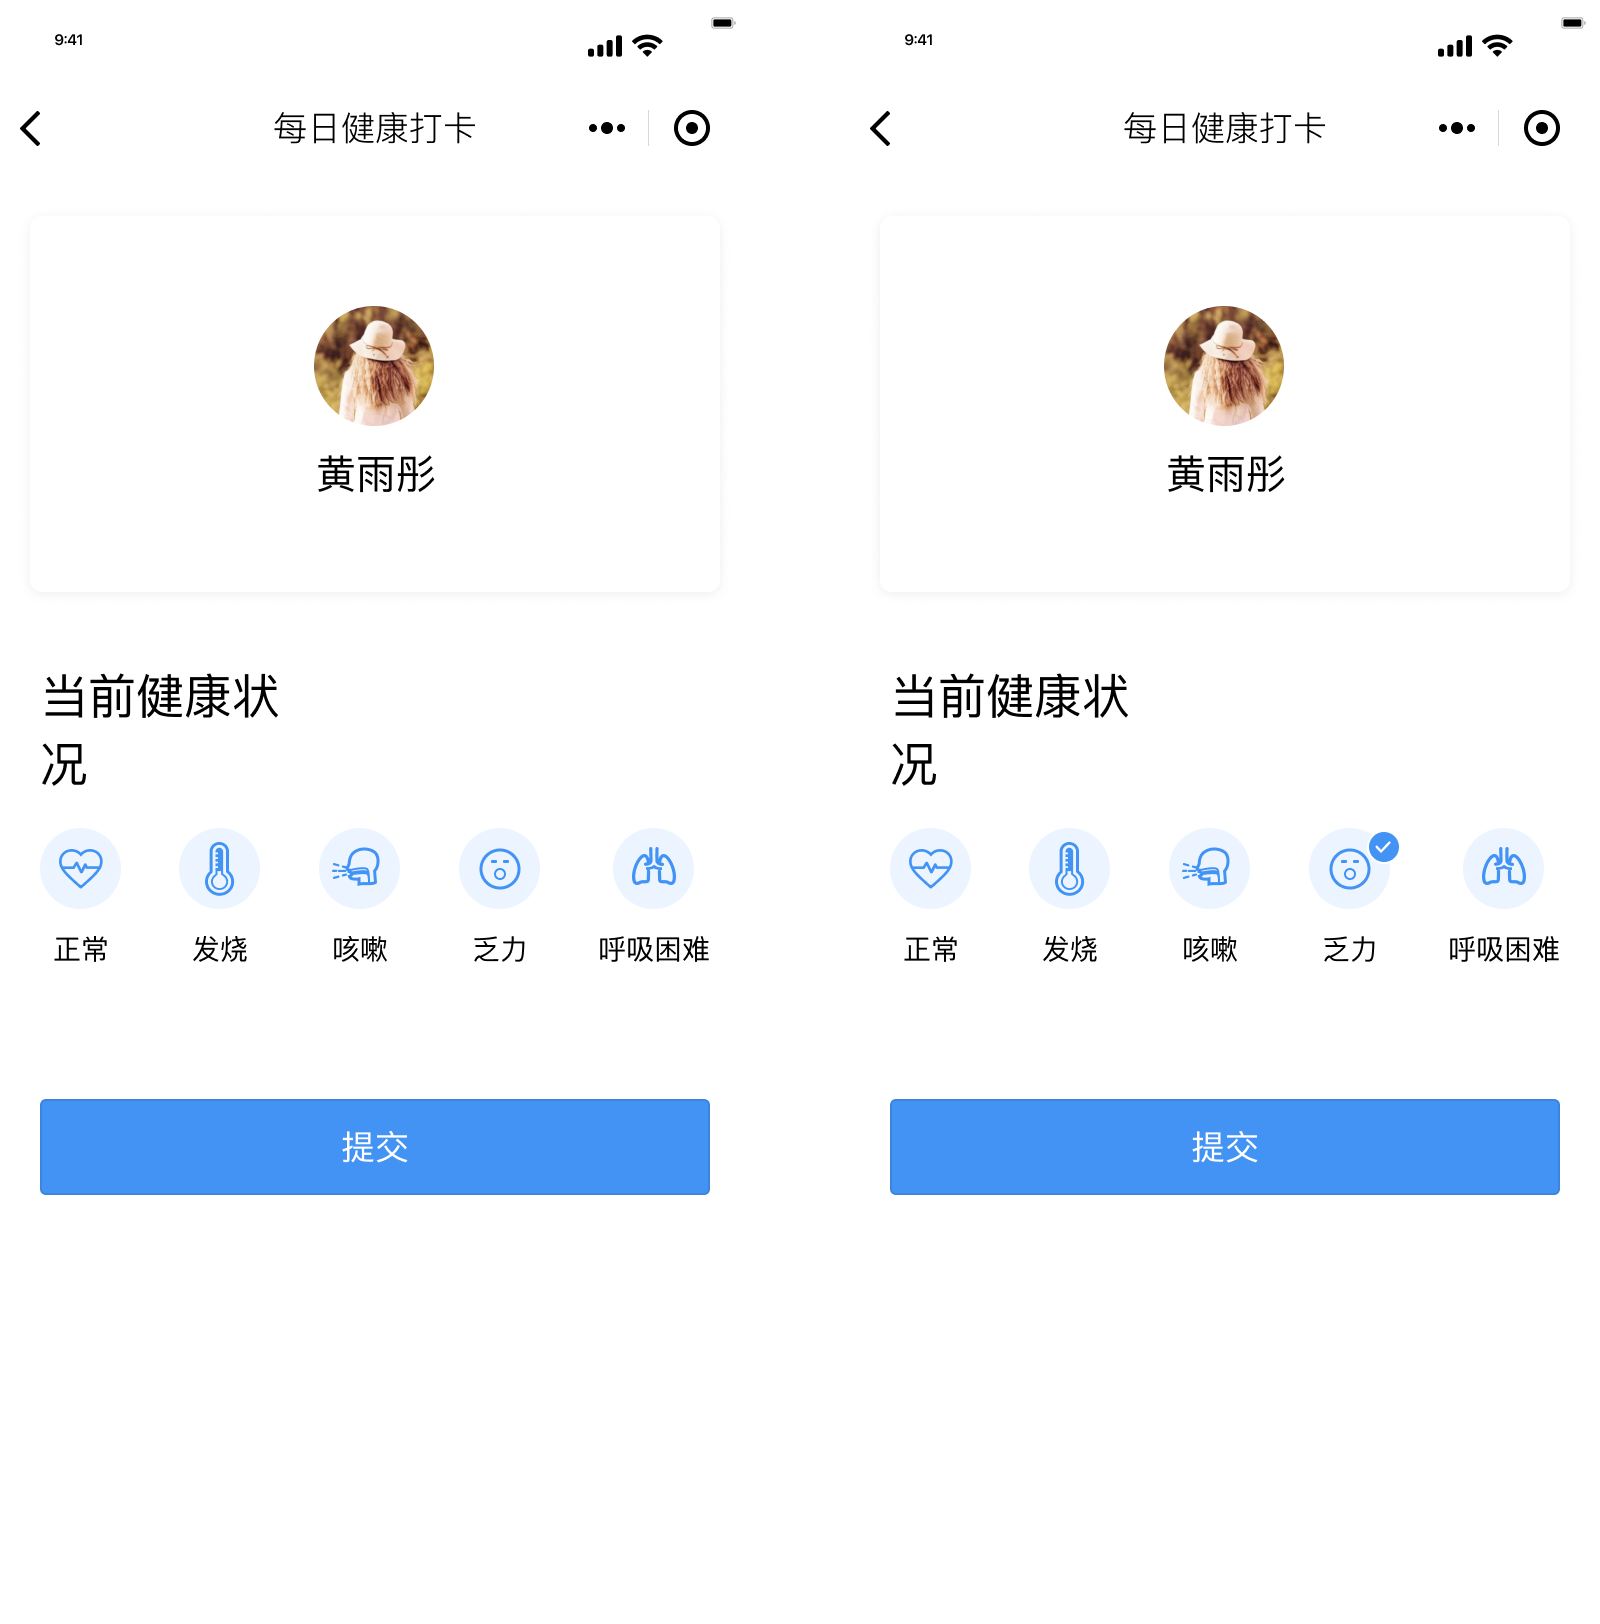 9:41
每日健康打卡
黄雨彤
当前健康状
况
正常 发烧 咳嗽 乏力 呼吸困难
提交
9:41
每日健康打卡
黄雨彤
当前健康状
况
正常 发烧 咳嗽 乏力 呼吸困难
提交